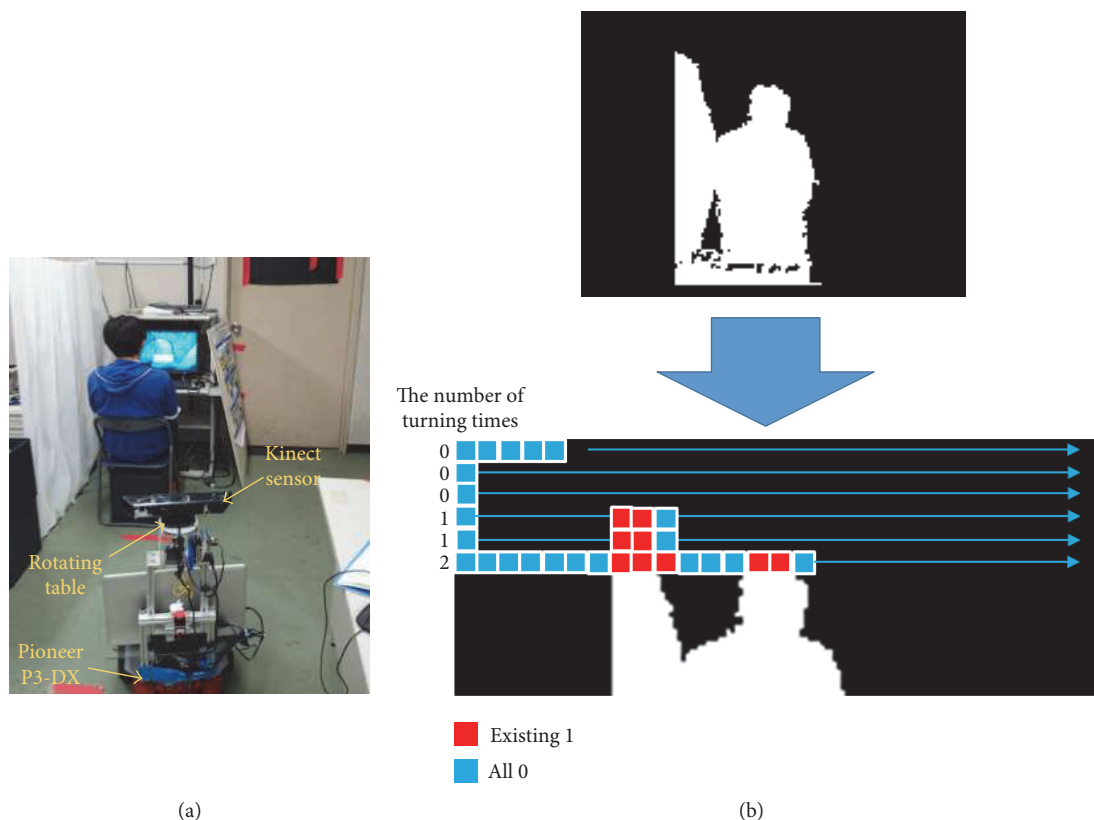 Kinect
sensor
Rotating
table
Pioneer
P3-DX
(a)
The number of
turning times
0
0
0
1
1
2
Existing 1
All 0
(b)